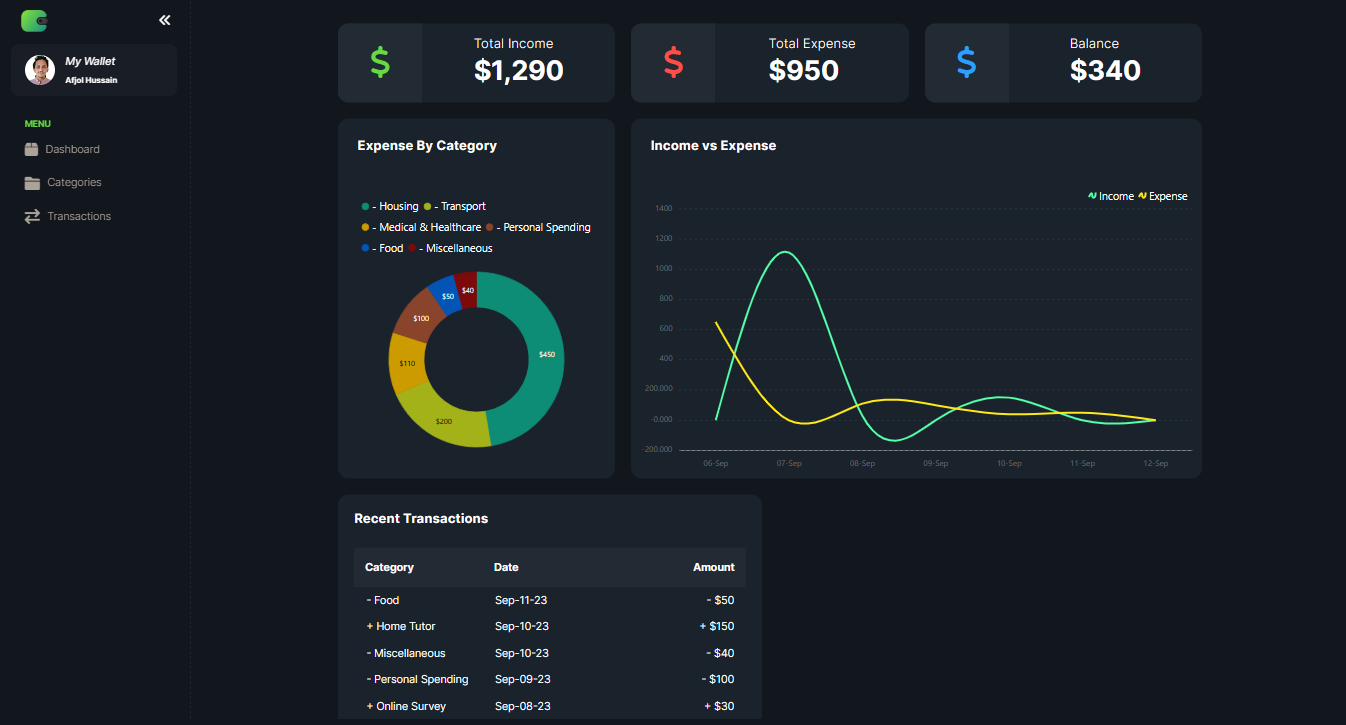 My Wallet
Afjol Hussain
MENU
Dashboard
Categories
Transactions
Total Income
$1,290
Total Expense
$950
Balance
$340
Expense By Category
- Housing - Transport
- Medical & Healthcare - Personal Spending
- Food - Miscellaneous
$50 $40
$100
$450
$110
$200
Income vs Expense
Income Expense
1400
1200
1000
800
600
400
200.000
-0.000
-200.000
06-Sep 07-Sep 08-Sep 09-Sep 10-Sep 11-Sep 12-Sep
Recent Transactions
Category Date Amount
- Food Sep-11-23 - $50
+ Home Tutor Sep-10-23 + $150
- Miscellaneous Sep-10-23 - $40
- Personal Spending Sep-09-23 - $100
+ Online Survey Sep-08-23 + $30